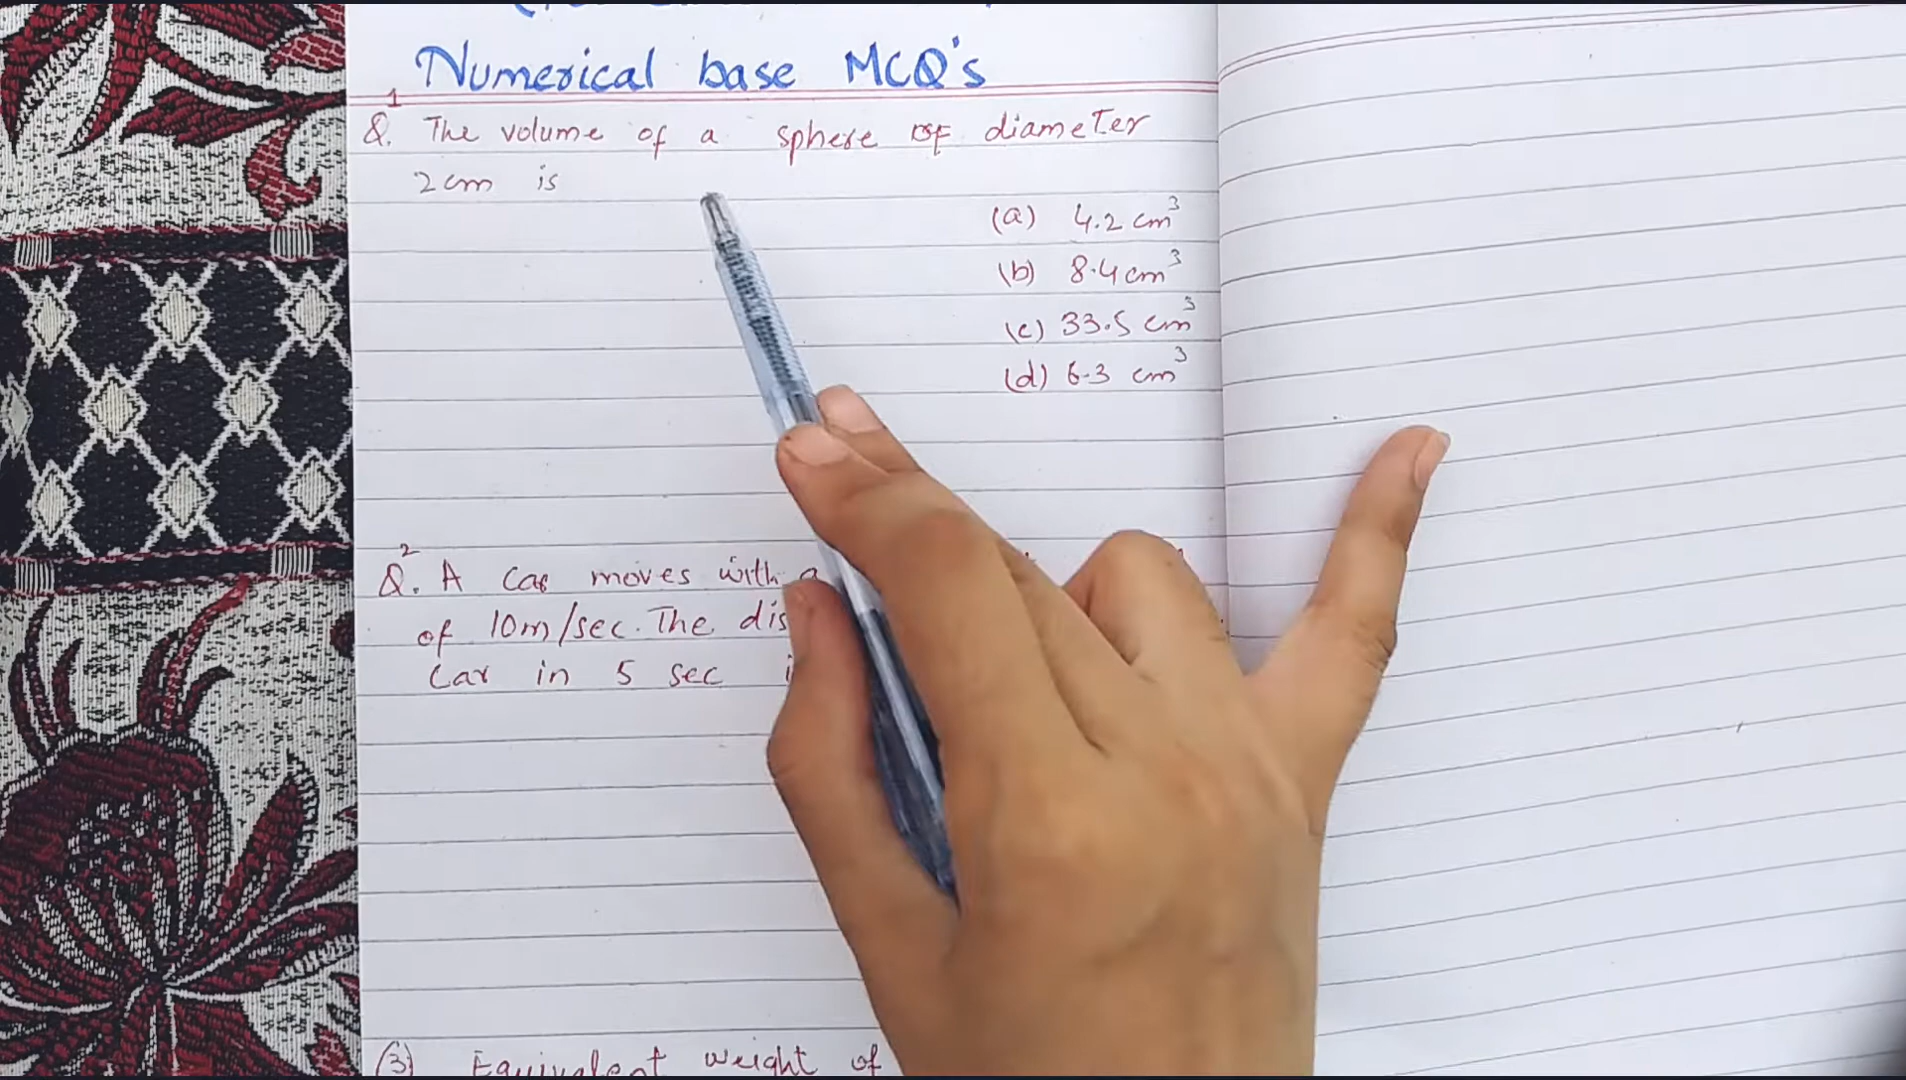 Numerical base MCQ's
1
Q. The volume of a sphere of diameter
2cm is
(a) 4.2 cm³
(b) 8.4 cm³
(c) 33.5 cm³
(d) 6.3 cm³
2
Q. A car moves with a
of 10m/sec. The dis
Car in 5 sec
(3) Equivalent weight of